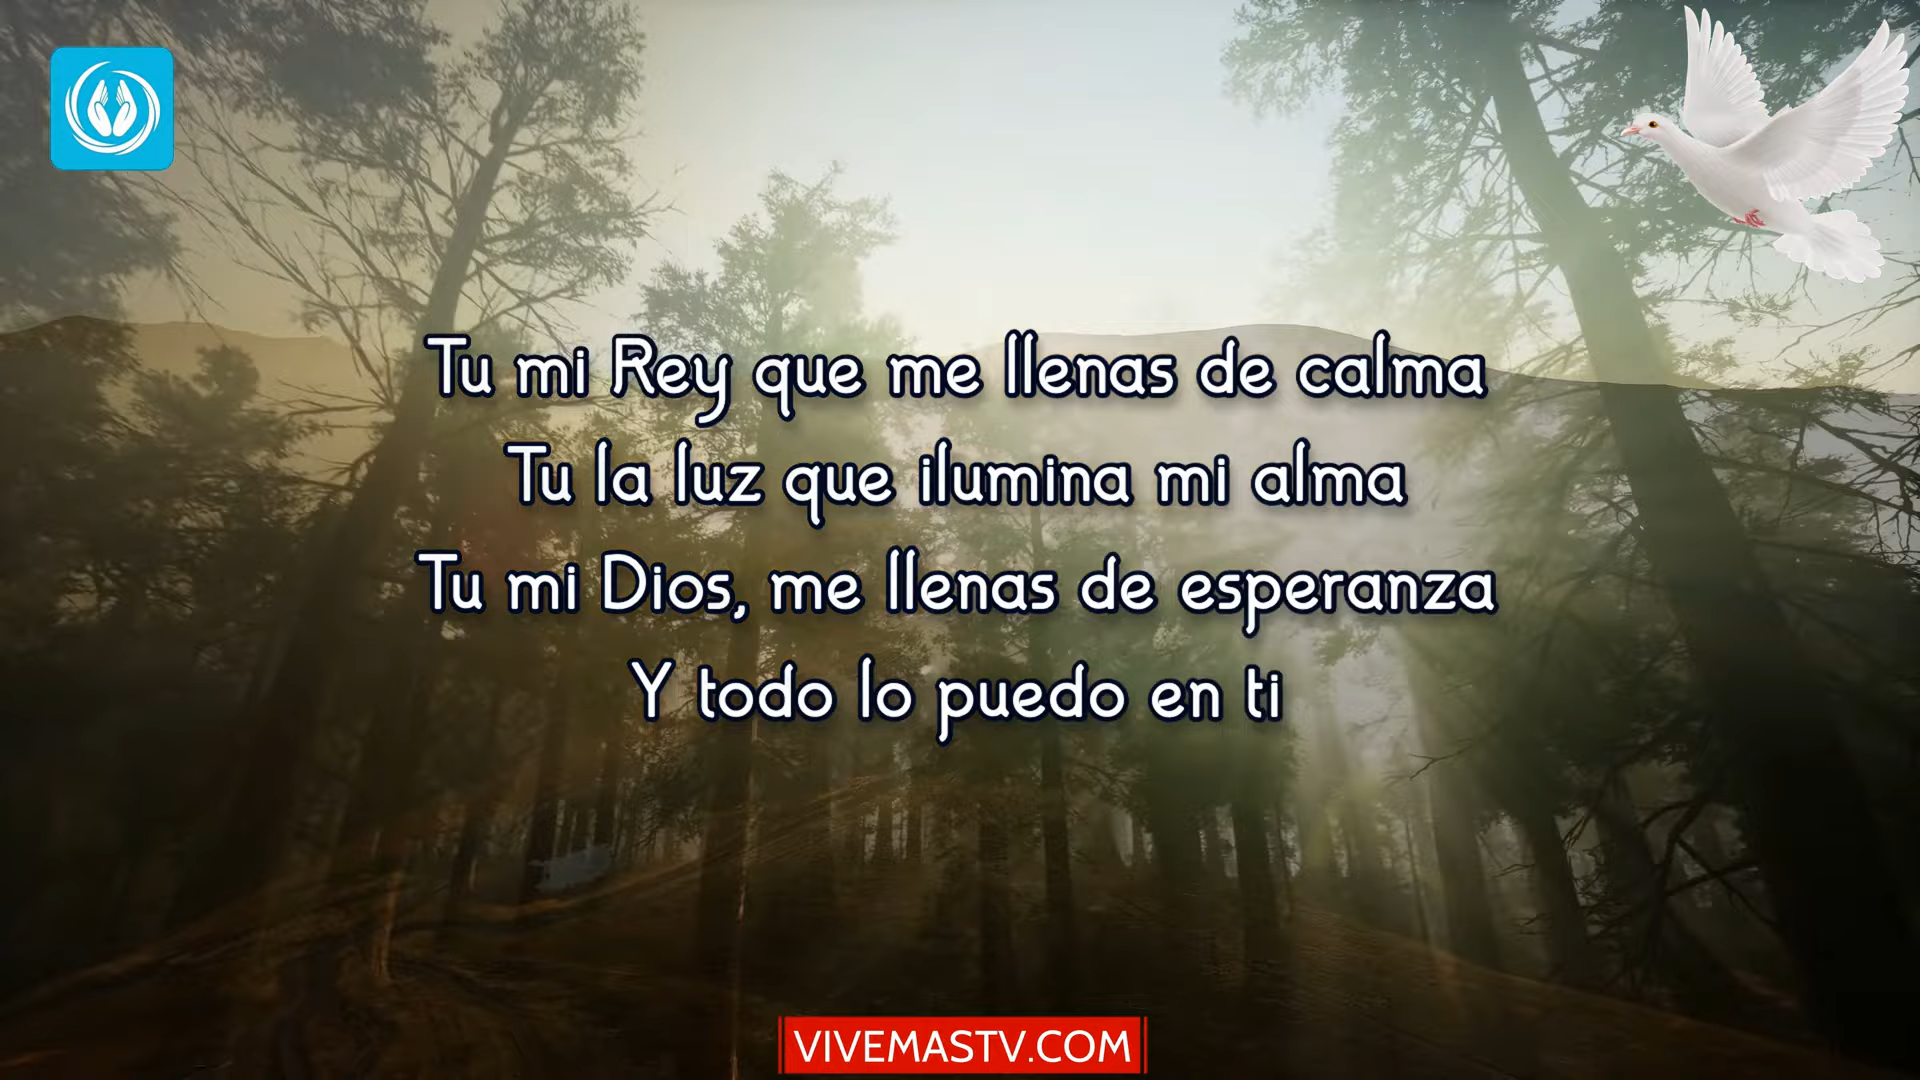 Tu mi Rey que me llenas de calma
Tu la luz que ilumina mi alma
Tu mi Dios, me llenas de esperanza
Y todo lo puedo en ti
VIVEMASTV.COM